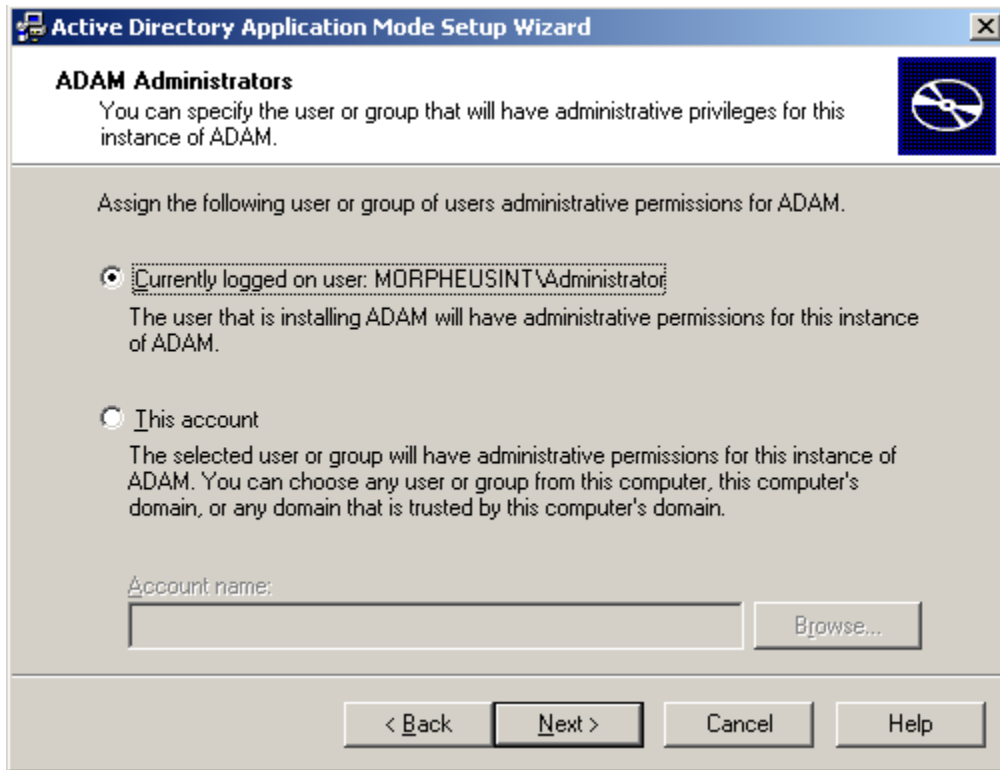 Active Directory Application Mode Setup Wizard
ADAM Administrators
You can specify the user or group that will have administrative privileges for this
instance of ADAM.
Assign the following user or group of users administrative permissions for ADAM.
Currently logged on user: MORPHEUSINT\Administrator
The user that is installing ADAM will have administrative permissions for this instance
of ADAM.
This account
The selected user or group will have administrative permissions for this instance of
ADAM. You can choose any user or group from this computer, this computer's
domain, or any domain that is trusted by this computer's domain.
Account name:
Browse...
< Back Next > Cancel Help